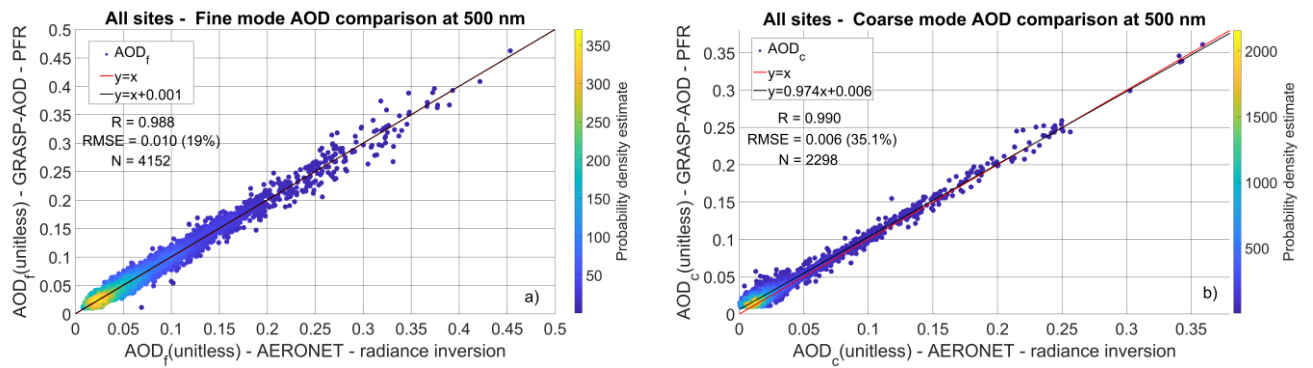 All sites - Fine mode AOD comparison at 500 nm
AOD_f(unitless) - GRASP-AOD - PFR
0.5
0.45
0.4
0.35
0.3
0.25
0.2
0.15
0.1
0.05
0
AOD_f
y=x
y=x+0.001
R = 0.988
RMSE = 0.010 (19%)
N = 4152
a)
0 0.05 0.1 0.15 0.2 0.25 0.3 0.35 0.4 0.45 0.5
AOD_f(unitless) - AERONET - radiance inversion
350
300
250
200
150
100
50
Probability density estimate
All sites - Coarse mode AOD comparison at 500 nm
AOD_c(unitless) - GRASP-AOD - PFR
0.35
0.3
0.25
0.2
0.15
0.1
0.05
0
AOD_c
y=x
y=0.974x+0.006
R = 0.990
RMSE = 0.006 (35.1%)
N = 2298
b)
0 0.05 0.1 0.15 0.2 0.25 0.3 0.35
AOD_c(unitless) - AERONET - radiance inversion
2000
1500
1000
500
Probability density estimate